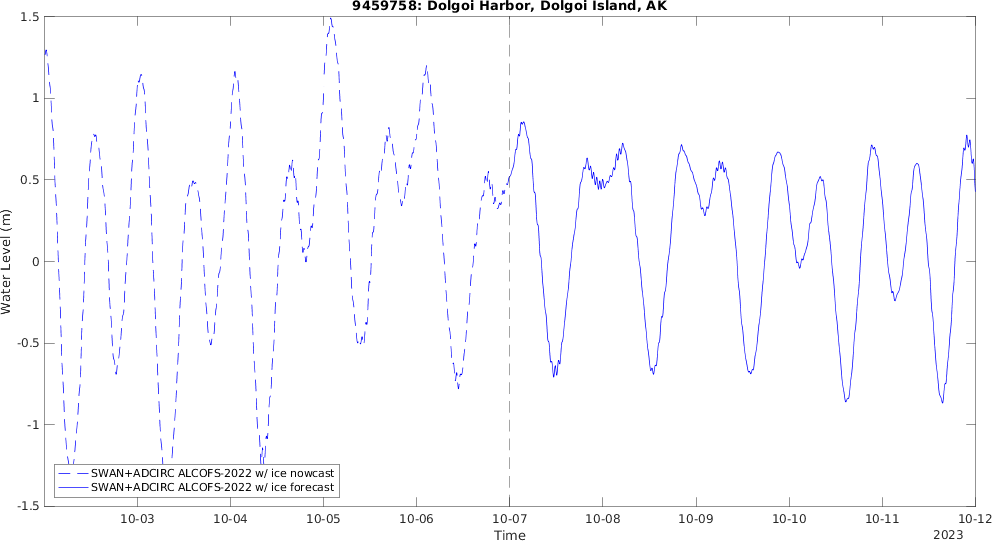 9459758: Dolgoi Harbor, Dolgoi Island, AK
1.5
1
0.5
0
-0.5
-1
-1.5
Water Level (m)
SWAN+ADCIRC ALCOFS-2022 w/ ice nowcast
SWAN+ADCIRC ALCOFS-2022 w/ ice forecast
10-03 10-04 10-05 10-06 10-07 10-08 10-09 10-10 10-11 10-12
Time
2023